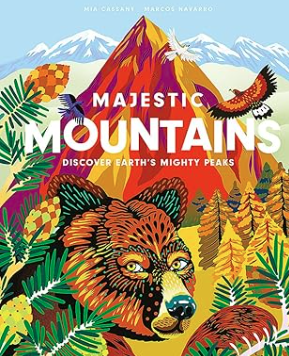 MIA CASSANY · MARCOS NAVARRO
MAJESTIC
MOUNTAINS
DISCOVER EARTH'S MIGHTY PEAKS